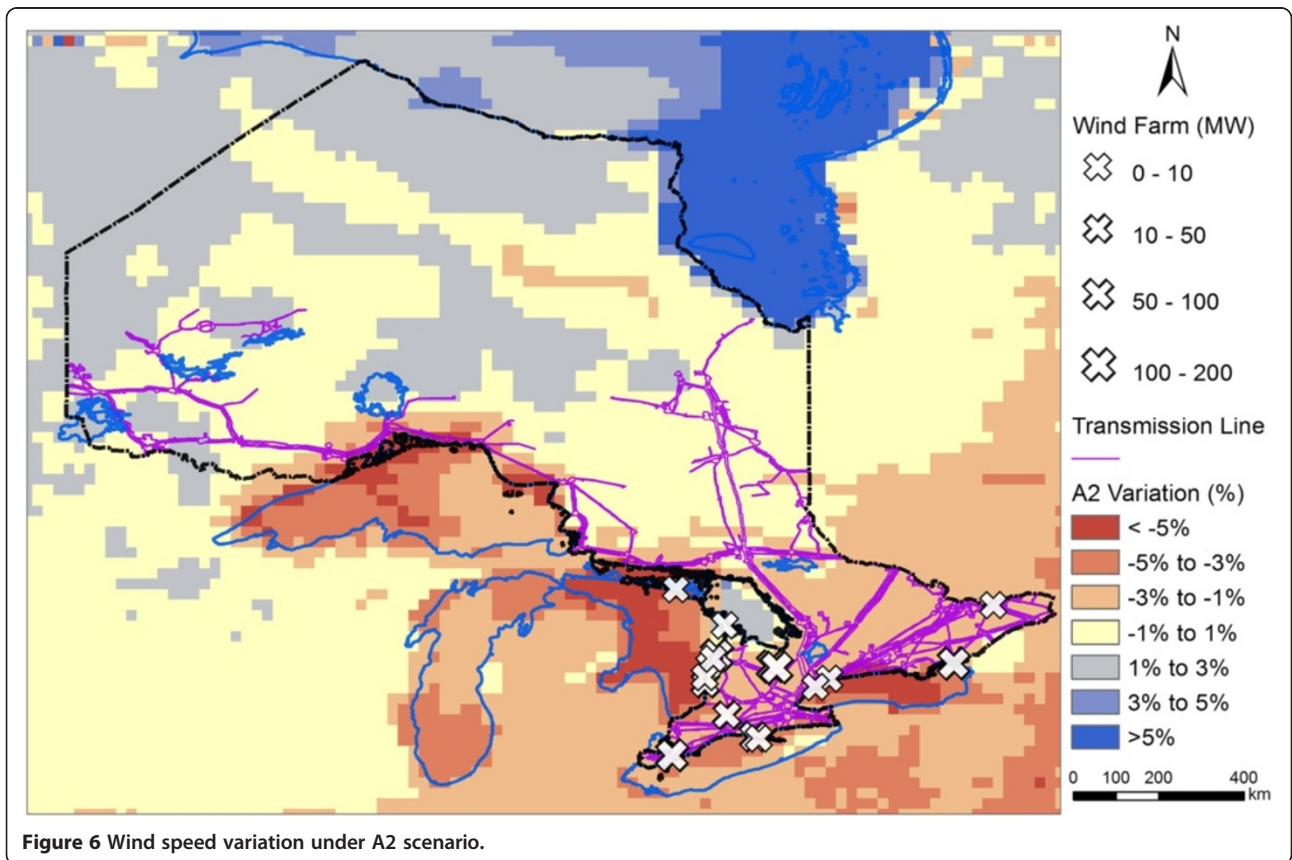 N
Wind Farm (MW)
0 - 10
10 - 50
50 - 100
100 - 200
Transmission Line
A2 Variation (%)
< -5%
-5% to -3%
-3% to -1%
-1% to 1%
1% to 3%
3% to 5%
>5%
0 100 200 400
km
Figure 6 Wind speed variation under A2 scenario.